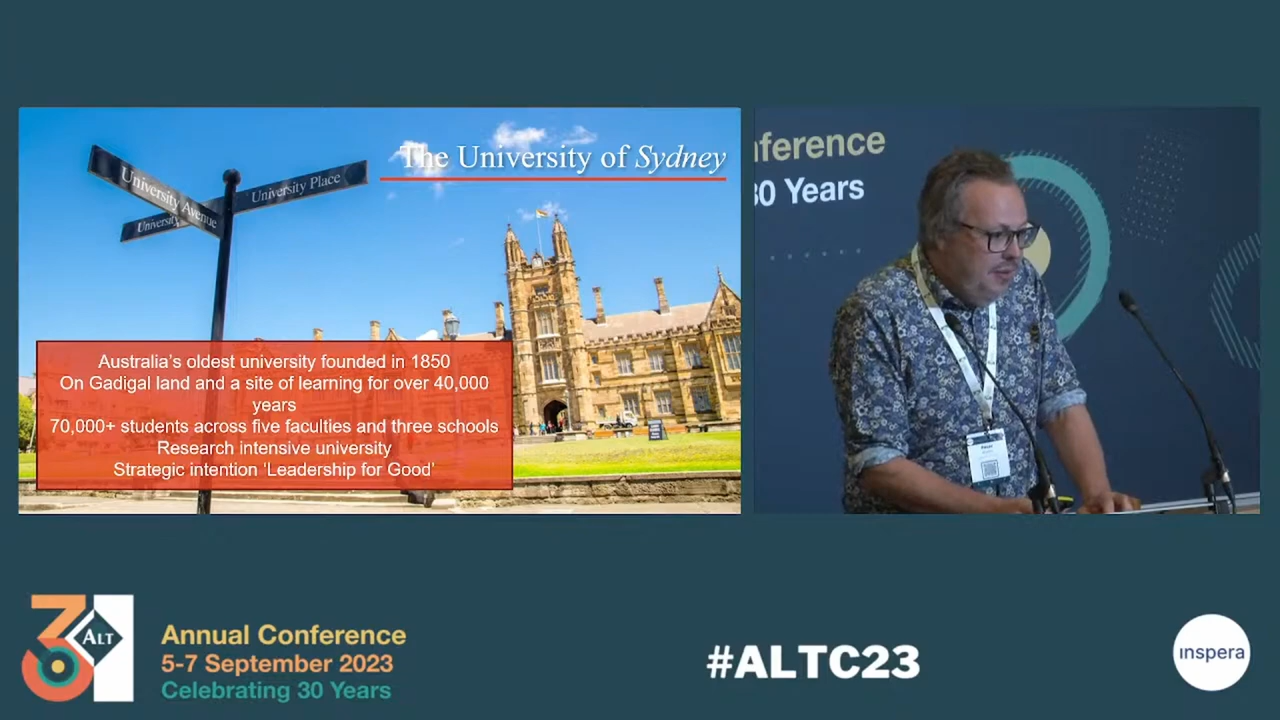 The University of Sydney
University Avenue
University Place
University
Australia's oldest university founded in 1850
On Gadigal land and a site of learning for over 40,000
years
70,000+ students across five faculties and three schools
Research intensive university
Strategic intention 'Leadership for Good'
nference
30 Years
ALT
Annual Conference
5-7 September 2023
Celebrating 30 Years
#ALTC23
inspera